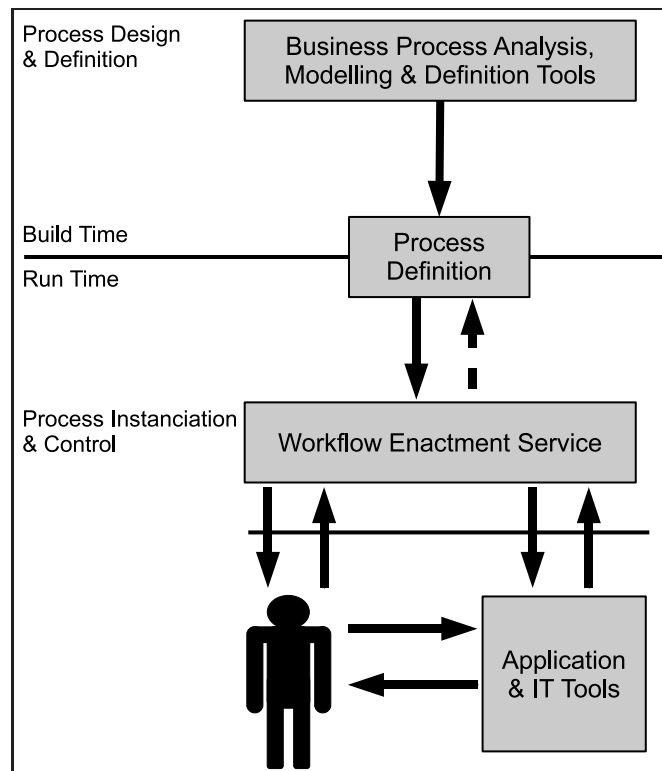 Process Design
& Definition
Business Process Analysis,
Modelling & Definition Tools
Build Time
Process
Definition
Run Time
Process Instanciation
& Control
Workflow Enactment Service
Application
& IT Tools